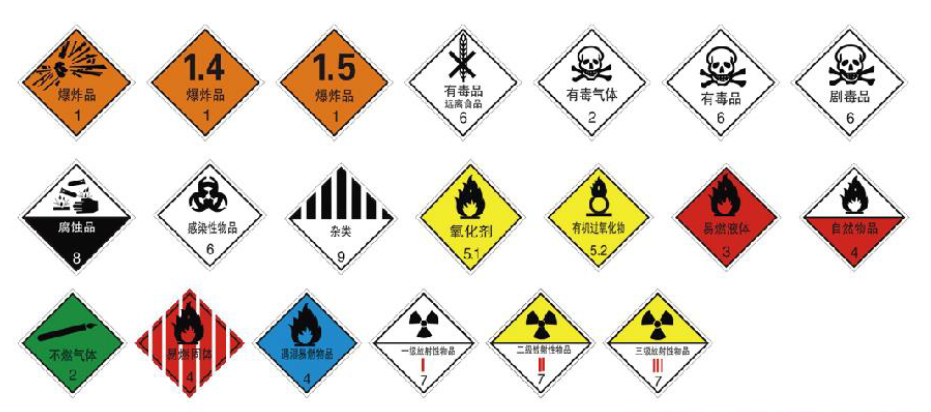 爆炸品
1
1.4
爆炸品
1
1.5
爆炸品
1
有毒品
远离食品
6
有毒气体
2
有毒品
6
剧毒品
6
腐蚀品
8
感染性物品
6
杂类
9
氧化剂
5.1
有机过氧化物
5.2
易燃液体
3
自然物品
4
不燃气体
2
易燃固体
4
遇湿易燃物品
4
一级放射性物品
I
7
二级放射性物品
II
7
三级放射性物品
III
7